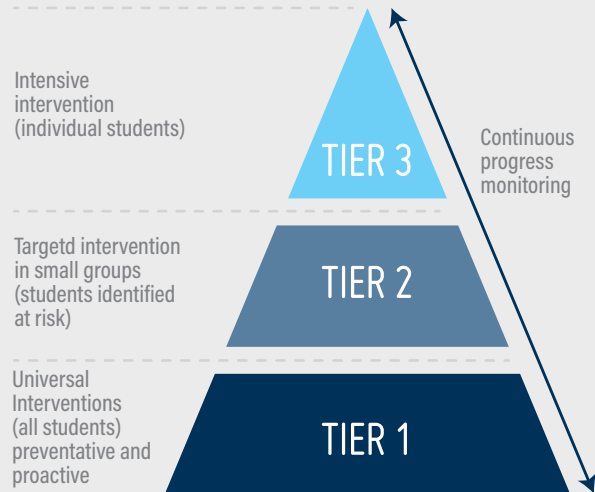 Intensive
intervention
(individual students)
TIER 3
Continuous
progress
monitoring
Targetd intervention
in small groups
(students identified
at risk)
TIER 2
Universal
Interventions
(all students)
preventative and
proactive
TIER 1